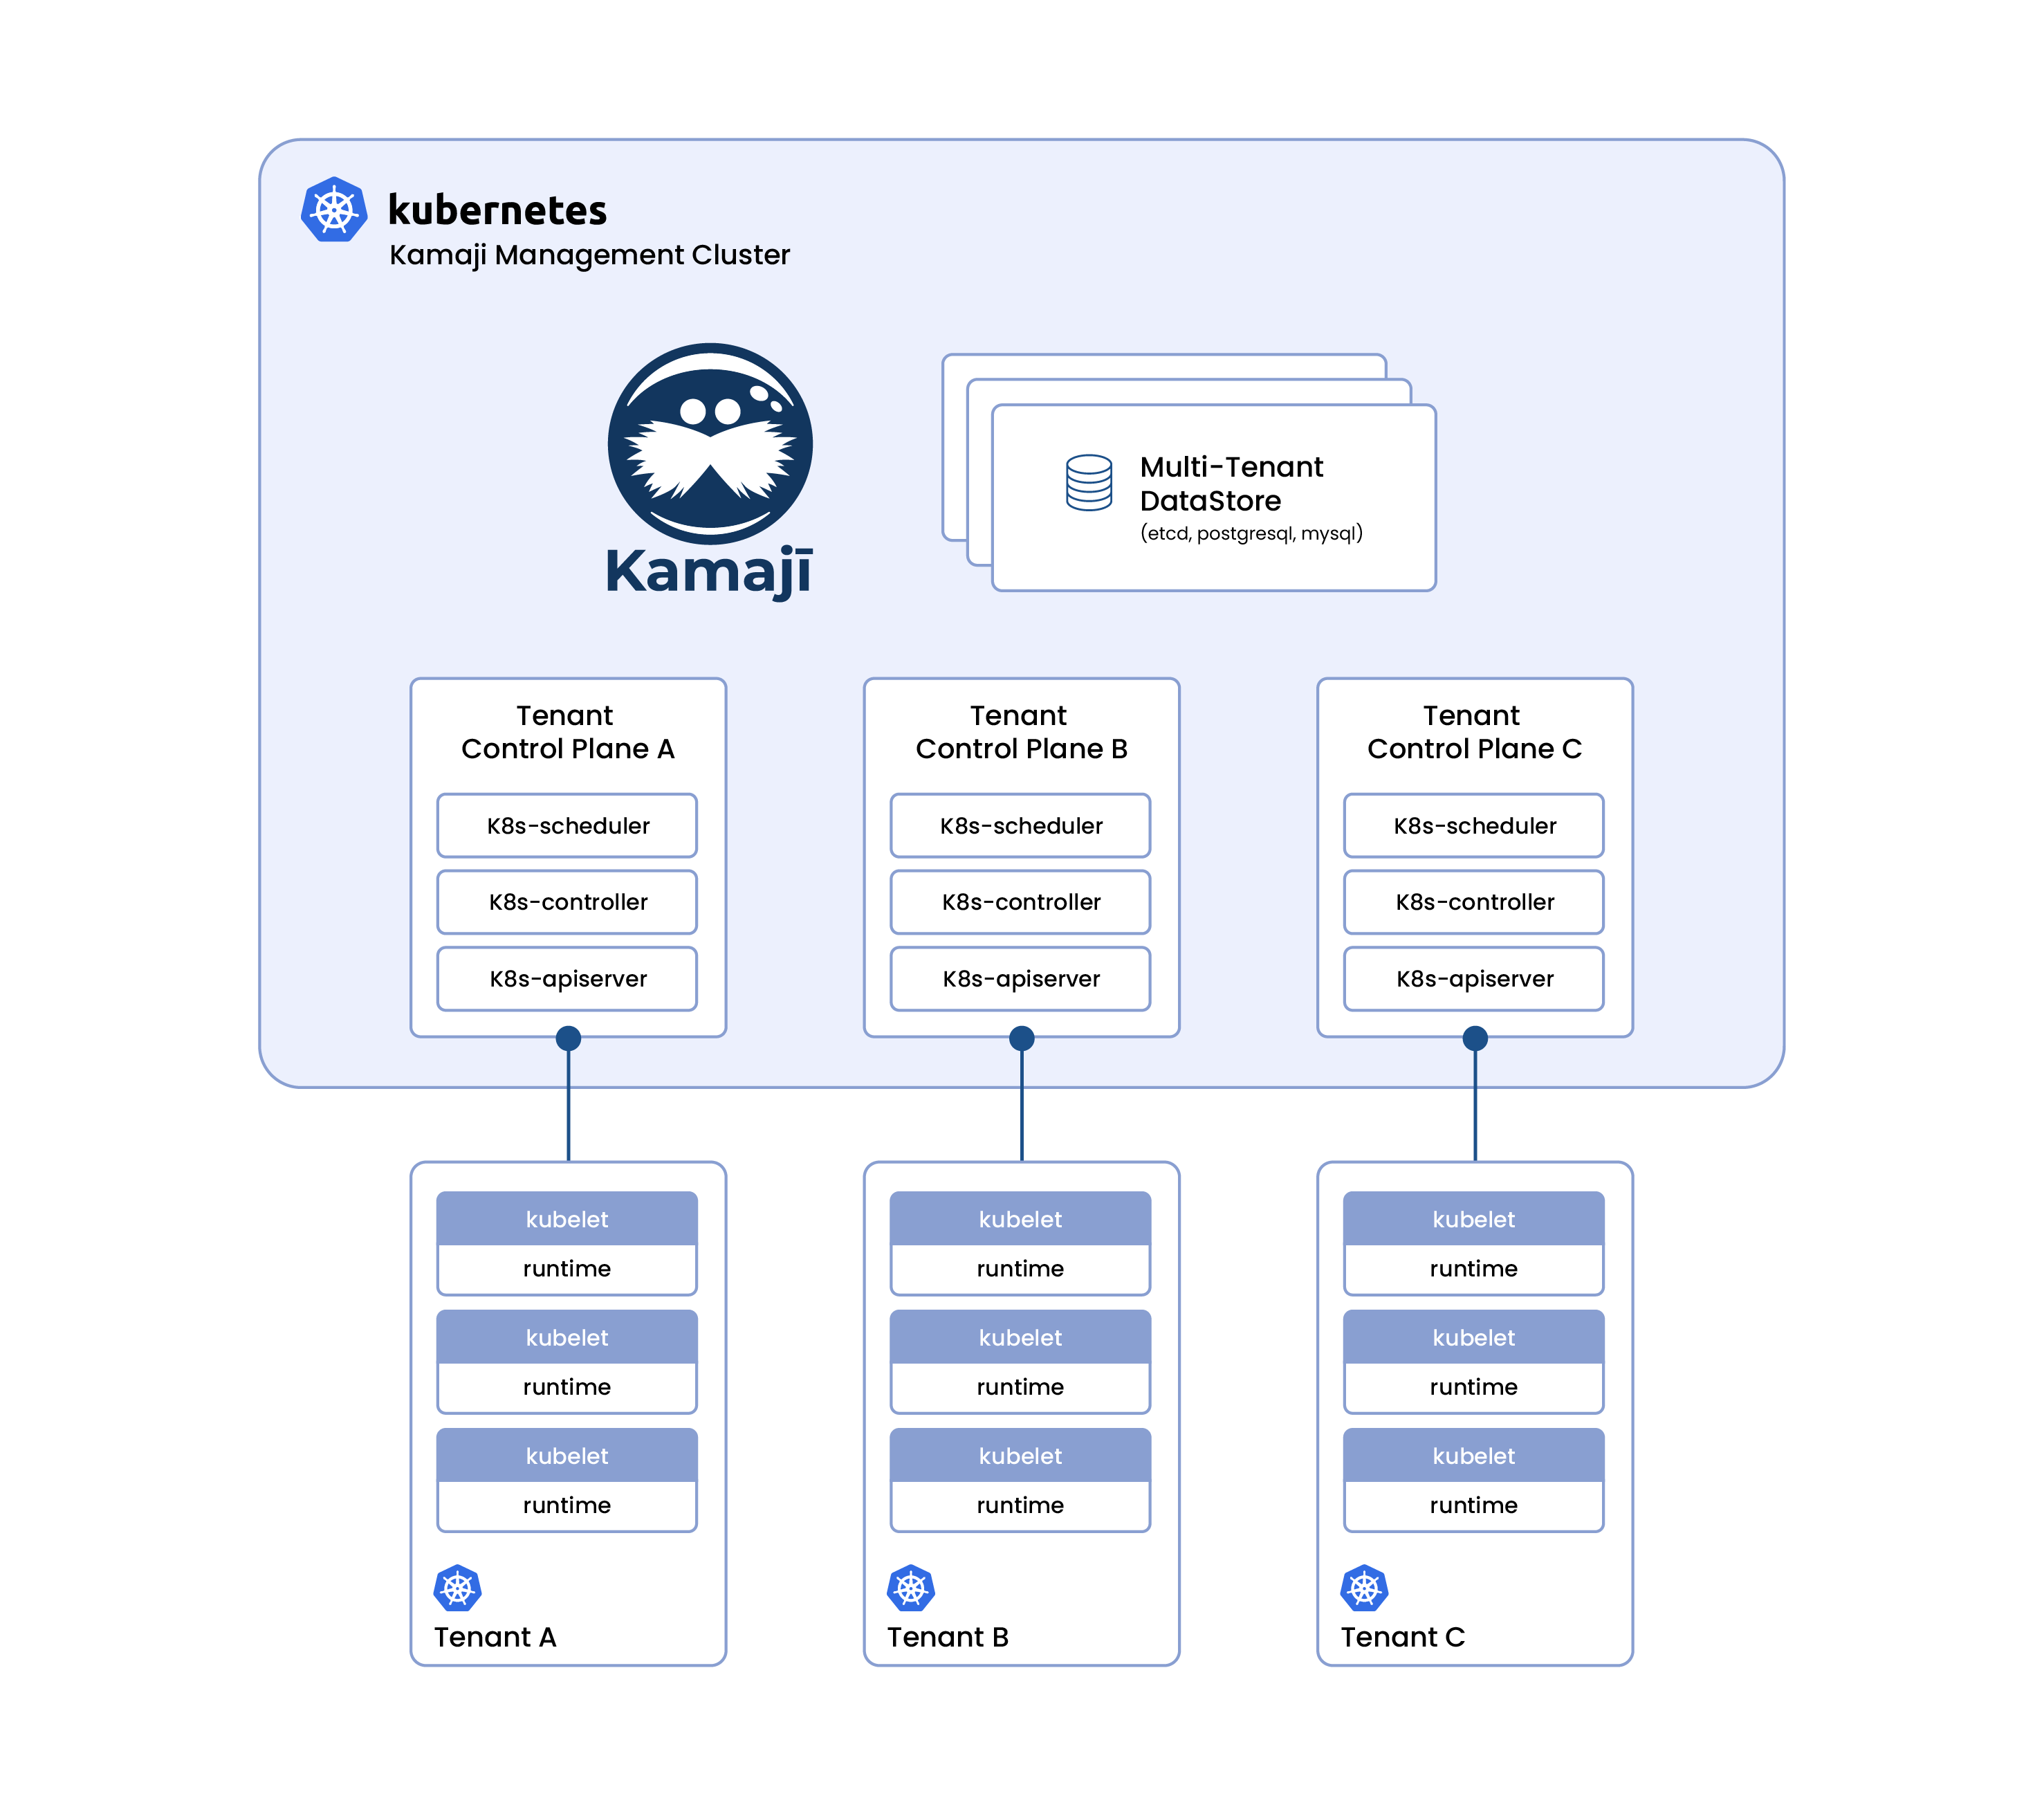 kubernetes
Kamaji Management Cluster
Kamajī
Multi-Tenant
DataStore
(etcd, postgresql, mysql)
Tenant
Control Plane A
K8s-scheduler
K8s-controller
K8s-apiserver
Tenant
Control Plane B
K8s-scheduler
K8s-controller
K8s-apiserver
Tenant
Control Plane C
K8s-scheduler
K8s-controller
K8s-apiserver
kubelet
runtime
kubelet
runtime
kubelet
runtime
Tenant A
kubelet
runtime
kubelet
runtime
kubelet
runtime
Tenant B
kubelet
runtime
kubelet
runtime
kubelet
runtime
Tenant C